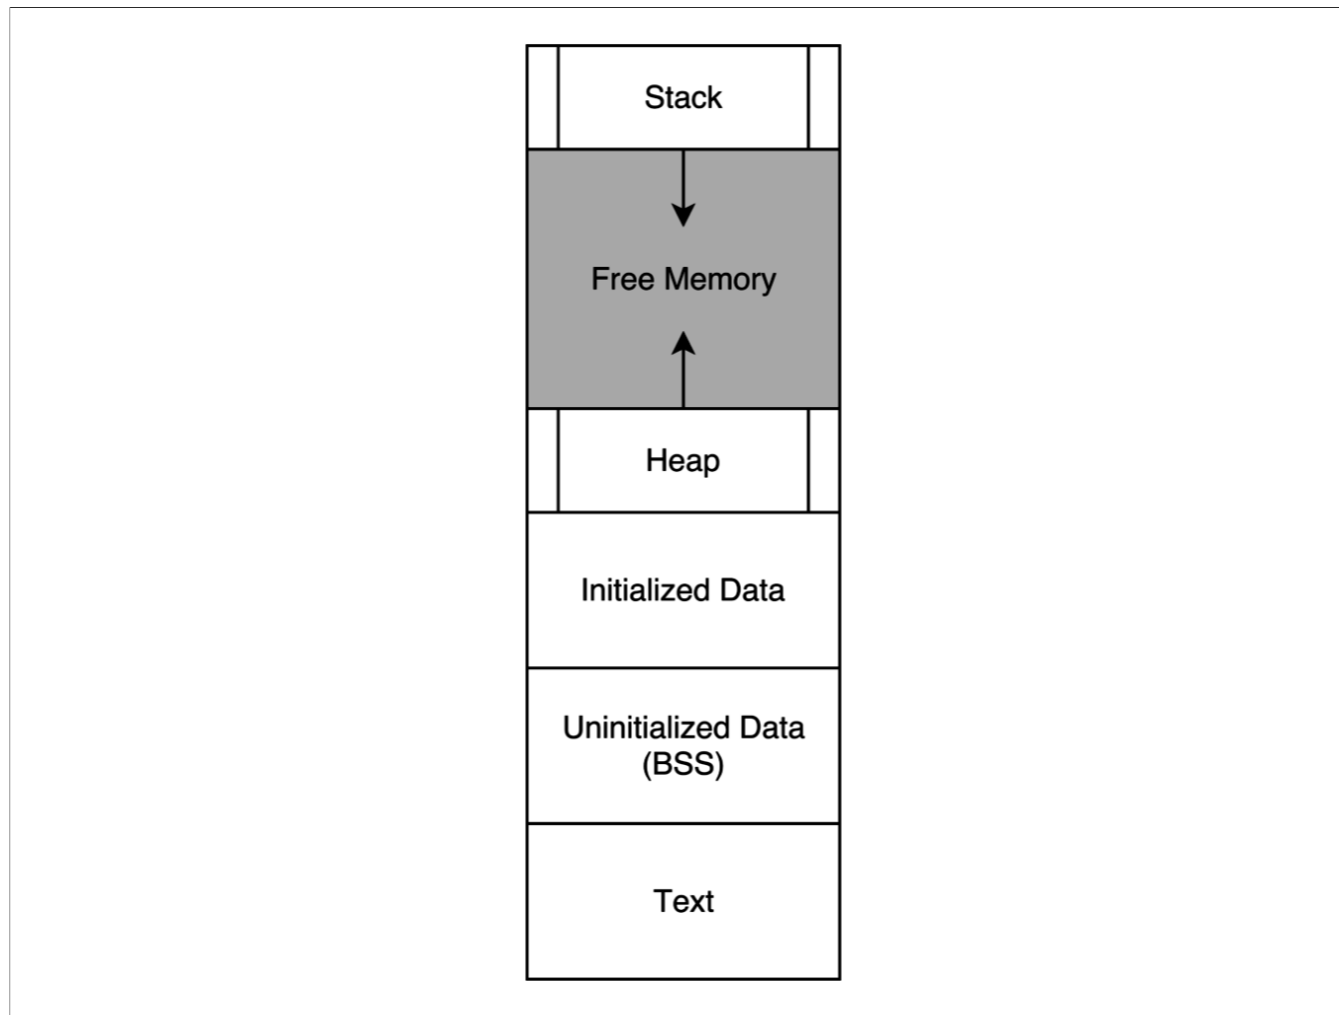 Stack
Free Memory
Heap
Initialized Data
Uninitialized Data
(BSS)
Text